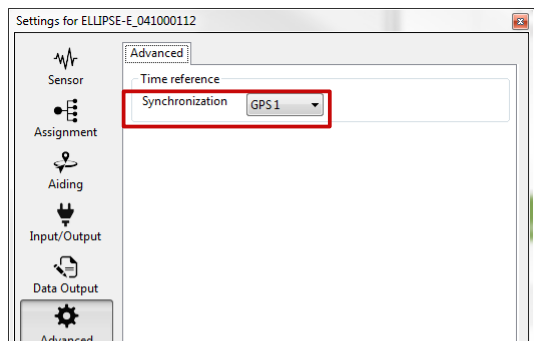 Settings for ELLIPSE-E_041000112
Sensor
Assignment
Aiding
Input/Output
Data Output
Advanced
Advanced
Time reference
Synchronization GPS 1